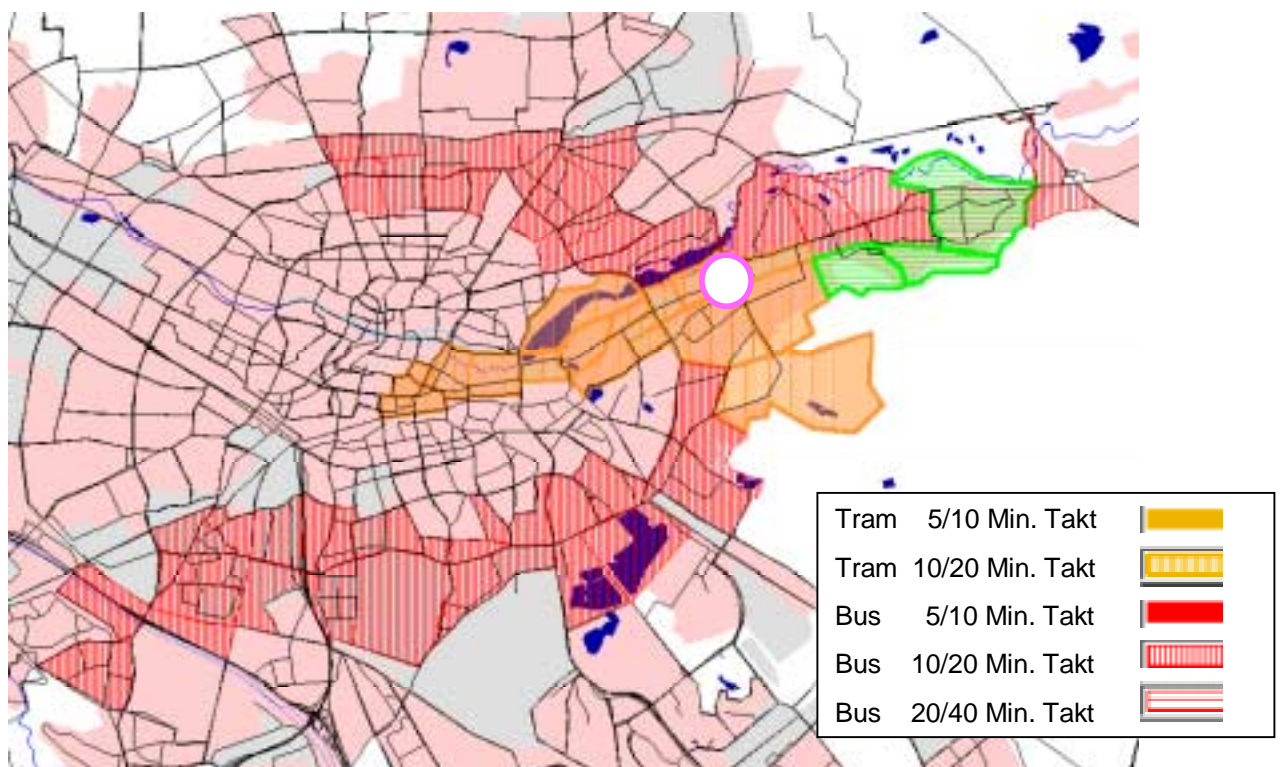 Tram 5/10 Min. Takt
Tram 10/20 Min. Takt
Bus 5/10 Min. Takt
Bus 10/20 Min. Takt
Bus 20/40 Min. Takt